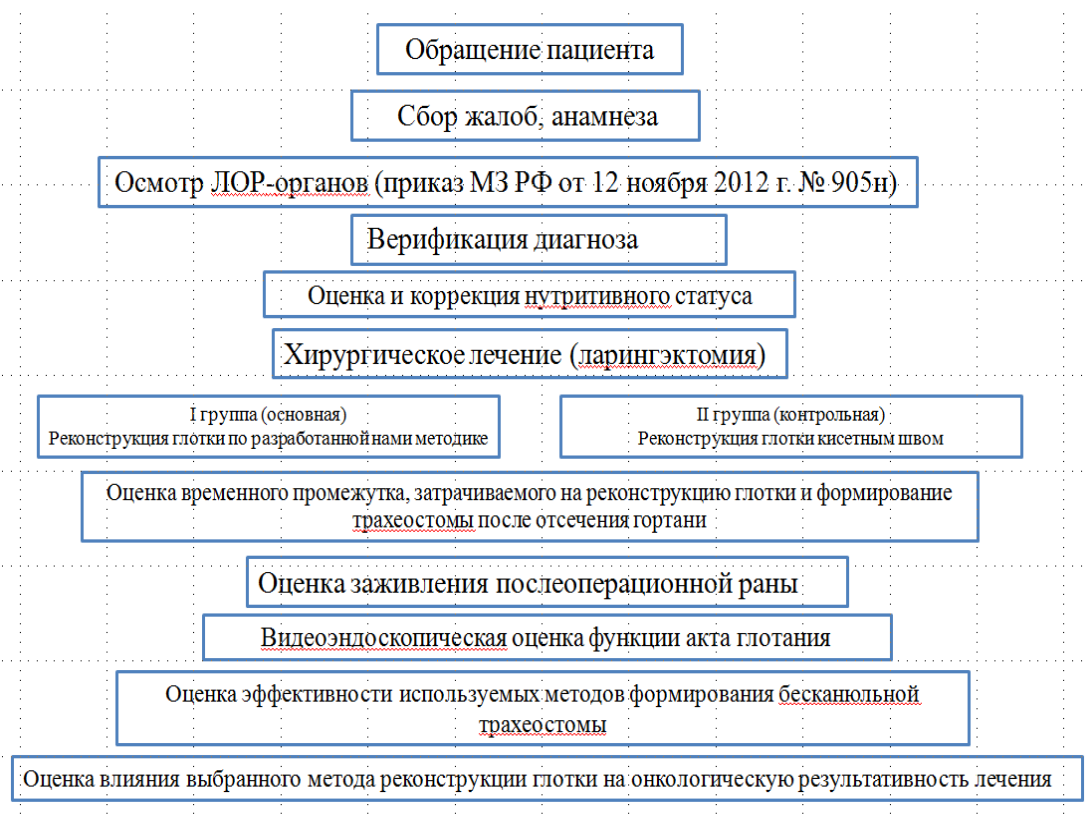 Обращение пациента
Сбор жалоб, анамнеза
Осмотр ЛОР-органов (приказ МЗ РФ от 12 ноября 2012 г. № 905н)
Верификация диагноза
Оценка и коррекция нутритивного статуса
Хирургическое лечение (ларингэктомия)
I группа (основная)
Реконструкция глотки по разработанной нами методике
II группа (контрольная)
Реконструкция глотки кисетным швом
Оценка временного промежутка, затрачиваемого на реконструкцию глотки и формирование
трахеостомы после отсечения гортани
Оценка заживления послеоперационной раны
Видеоэндоскопическая оценка функции акта глотания
Оценка эффективности используемых методов формирования бесканюльной
трахеостомы
Оценка влияния выбранного метода реконструкции глотки на онкологическую результативность лечения